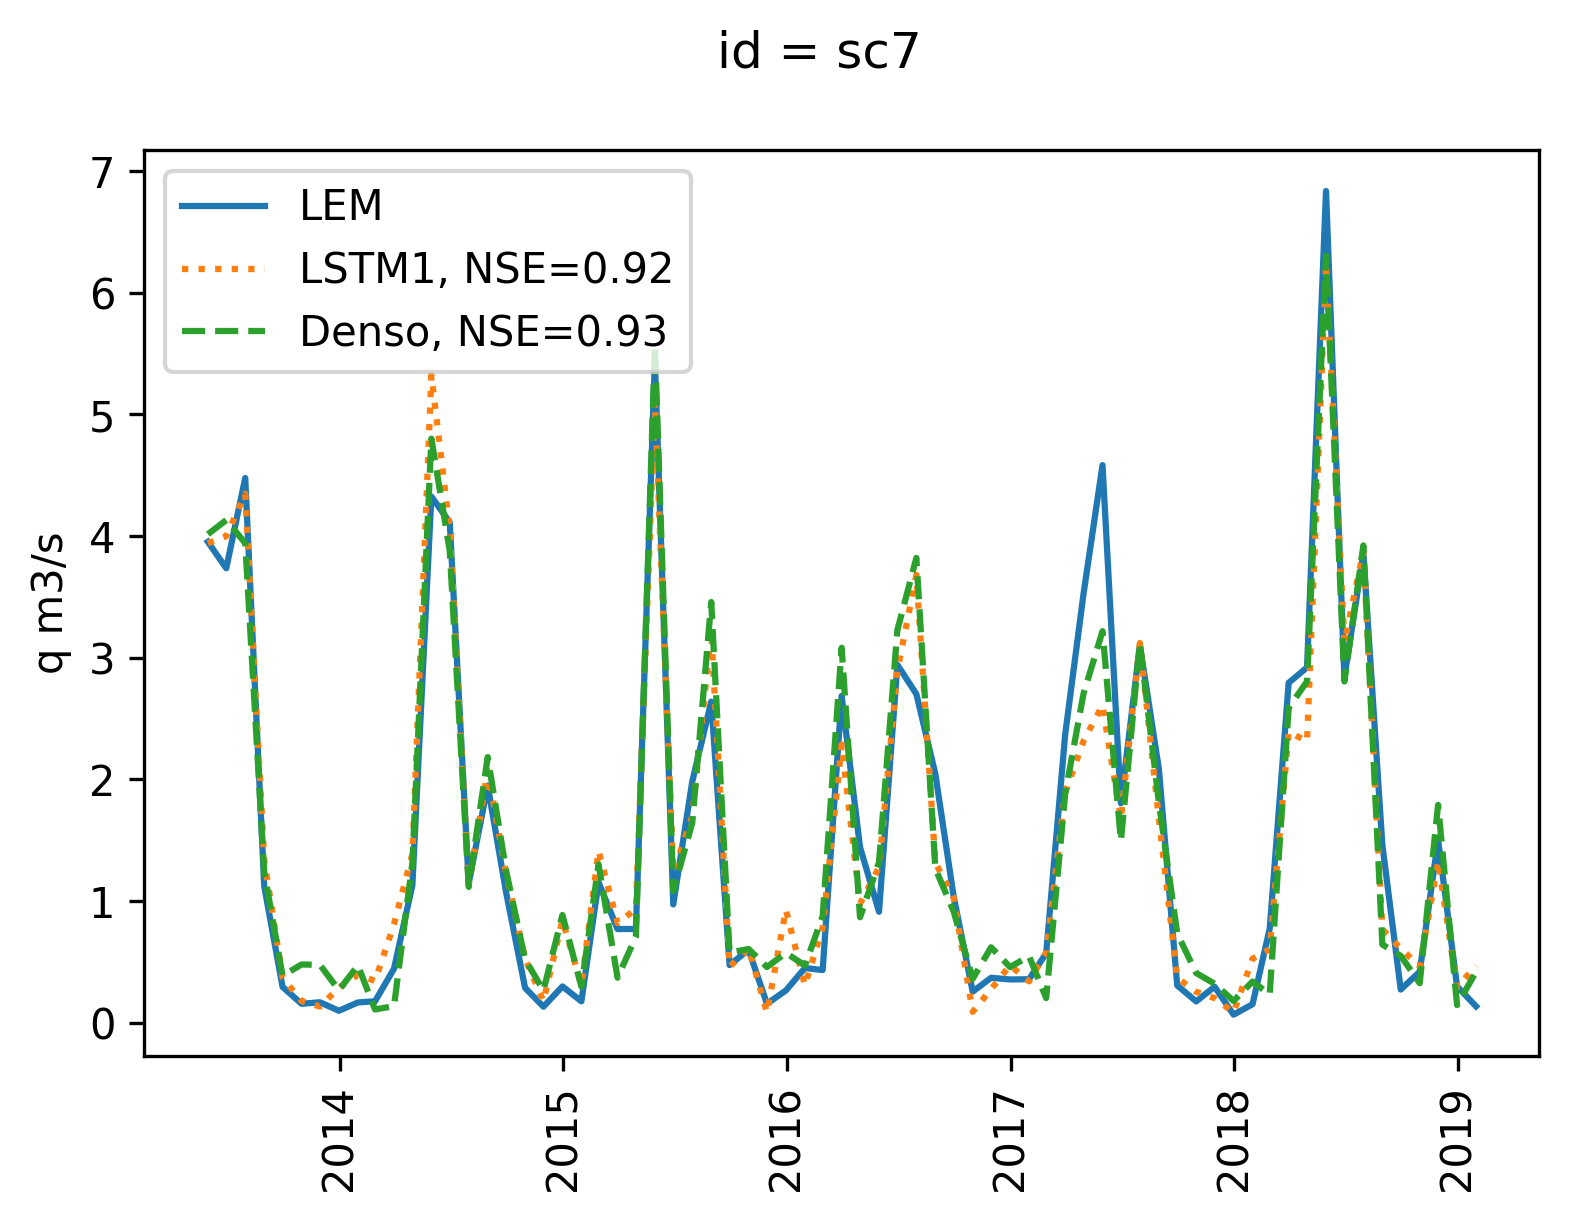 id = sc7
LEM
LSTM1, NSE=0.92
Denso, NSE=0.93
q m3/s
7
6
5
4
3
2
1
0
2014
2015
2016
2017
2018
2019